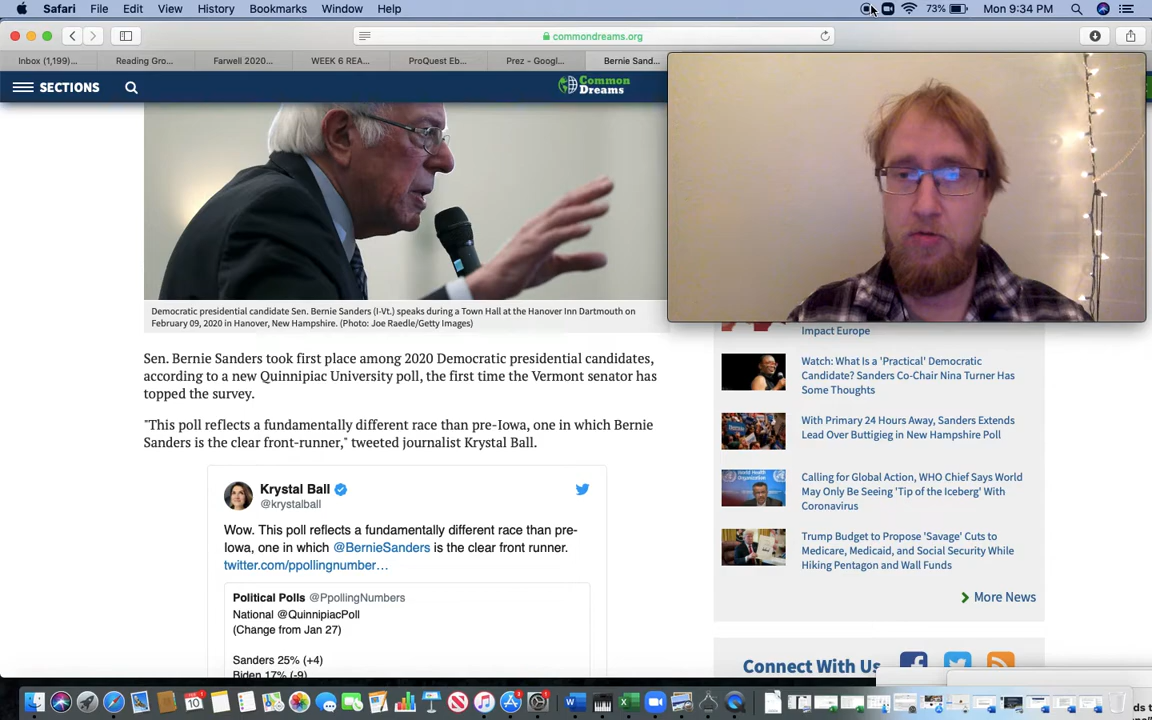 Safari File Edit View History Bookmarks Window Help 73% Mon 9:34 PM
commondreams.org
Inbox (1,199)... Reading Gro... Farwell 2020... WEEK 6 REA... ProQuest Eb... Prez - Googl... Bernie Sand...
SECTIONS
Common
Dreams
Democratic presidential candidate Sen. Bernie Sanders (I-Vt.) speaks during a Town Hall at the Hanover Inn Dartmouth on
February 09, 2020 in Hanover, New Hampshire. (Photo: Joe Raedle/Getty Images)
Sen. Bernie Sanders took first place among 2020 Democratic presidential candidates,
according to a new Quinnipiac University poll, the first time the Vermont senator has
topped the survey.
"This poll reflects a fundamentally different race than pre-Iowa, one in which Bernie
Sanders is the clear front-runner," tweeted journalist Krystal Ball.
Krystal Ball
@krystalball
Wow. This poll reflects a fundamentally different race than pre-
Iowa, one in which @BernieSanders is the clear front runner.
twitter.com/ppollingnumber...
Political Polls @PpollingNumbers
National @QuinnipiacPoll
(Change from Jan 27)
Sanders 25% (+4)
Biden 17% (-9)
Impact Europe
Watch: What Is a 'Practical' Democratic
Candidate? Sanders Co-Chair Nina Turner Has
Some Thoughts
With Primary 24 Hours Away, Sanders Extends
Lead Over Buttigieg in New Hampshire Poll
Calling for Global Action, WHO Chief Says World
May Only Be Seeing 'Tip of the Iceberg' With
Coronavirus
Trump Budget to Propose 'Savage' Cuts to
Medicare, Medicaid, and Social Security While
Hiking Pentagon and Wall Funds
More News
Connect With Us